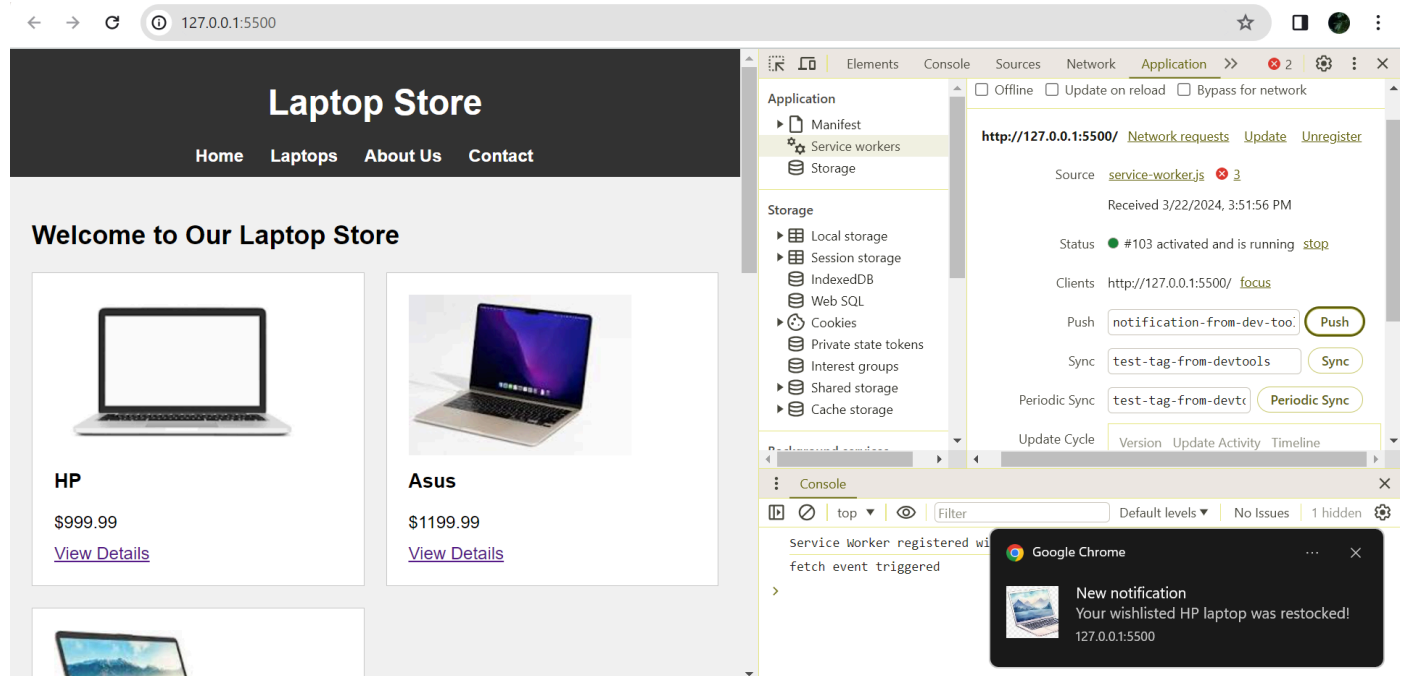 127.0.0.1:5500
Laptop Store
Home Laptops About Us Contact
Welcome to Our Laptop Store
HP
$999.99
View Details
Asus
$1199.99
View Details
Elements Console Sources Network Application 2
Application
Manifest
Service workers
Storage
Storage
Local storage
Session storage
IndexedDB
Web SQL
Cookies
Private state tokens
Interest groups
Shared storage
Cache storage
Background services
Offline Update on reload Bypass for network
http://127.0.0.1:5500/ Network requests Update Unregister
Source service-worker.js 3
Received 3/22/2024, 3:51:56 PM
Status #103 activated and is running stop
Clients http://127.0.0.1:5500/ focus
Push notification-from-dev-too Push
Sync test-tag-from-devtools Sync
Periodic Sync test-tag-from-devto Periodic Sync
Update Cycle Version Update Activity Timeline
Console
top Filter Default levels No Issues 1 hidden
Service Worker registered wi
fetch event triggered
Google Chrome
New notification
Your wishlisted HP laptop was restocked!
127.0.0.1:5500